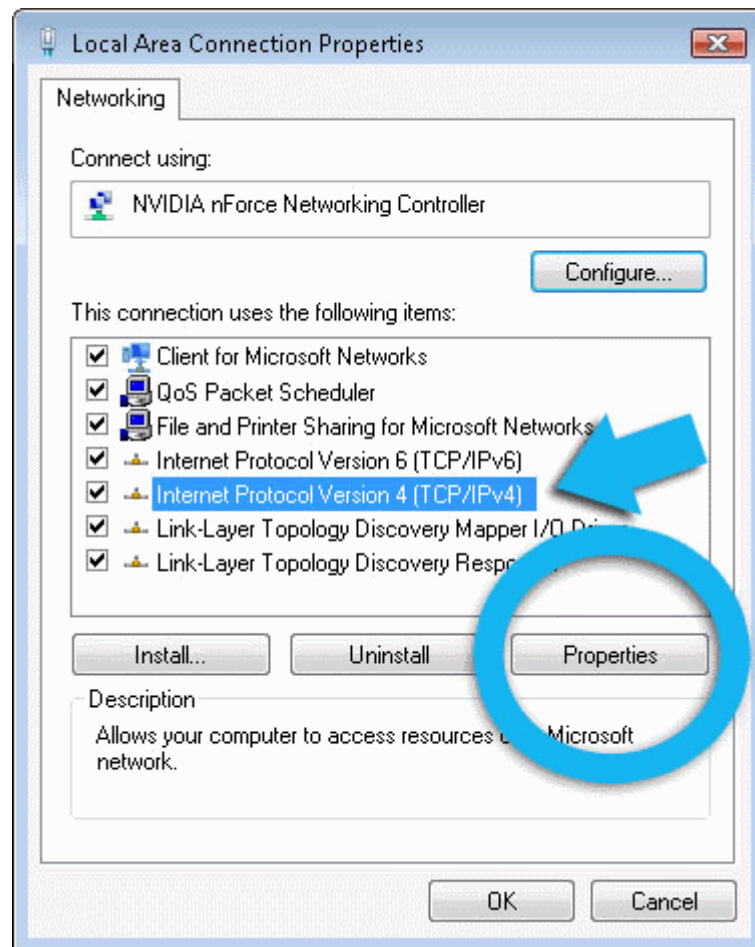 Local Area Connection Properties
Networking
Connect using:
NVIDIA nForce Networking Controller
Configure...
This connection uses the following items:
Client for Microsoft Networks
QoS Packet Scheduler
File and Printer Sharing for Microsoft Networks
Internet Protocol Version 6 (TCP/IPv6)
Internet Protocol Version 4 (TCP/IPv4)
Link-Layer Topology Discovery Mapper I/O
Link-Layer Topology Discovery
Install...
Uninstall
Properties
Description
Allows your computer to access resources Microsoft
network.
OK
Cancel